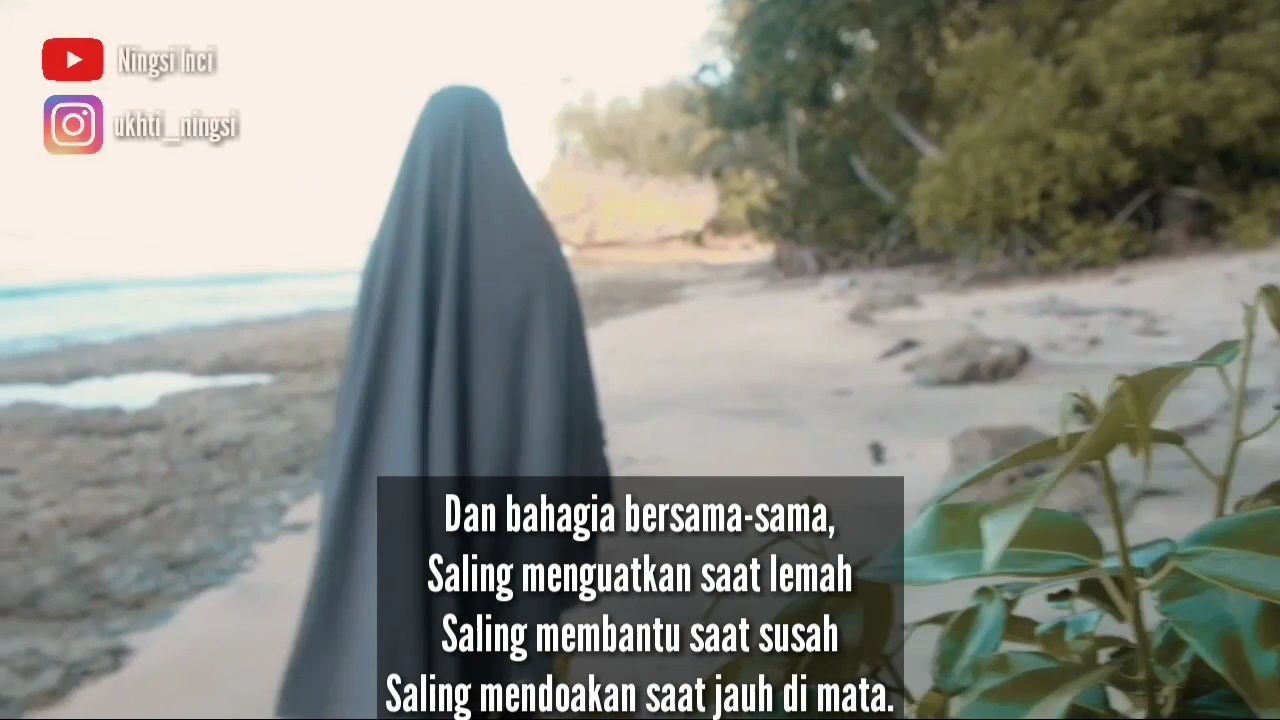 Ningsi Inci
ukhti_ningsi
Dan bahagia bersama-sama,
Saling menguatkan saat lemah
Saling membantu saat susah
Saling mendoakan saat jauh di mata.